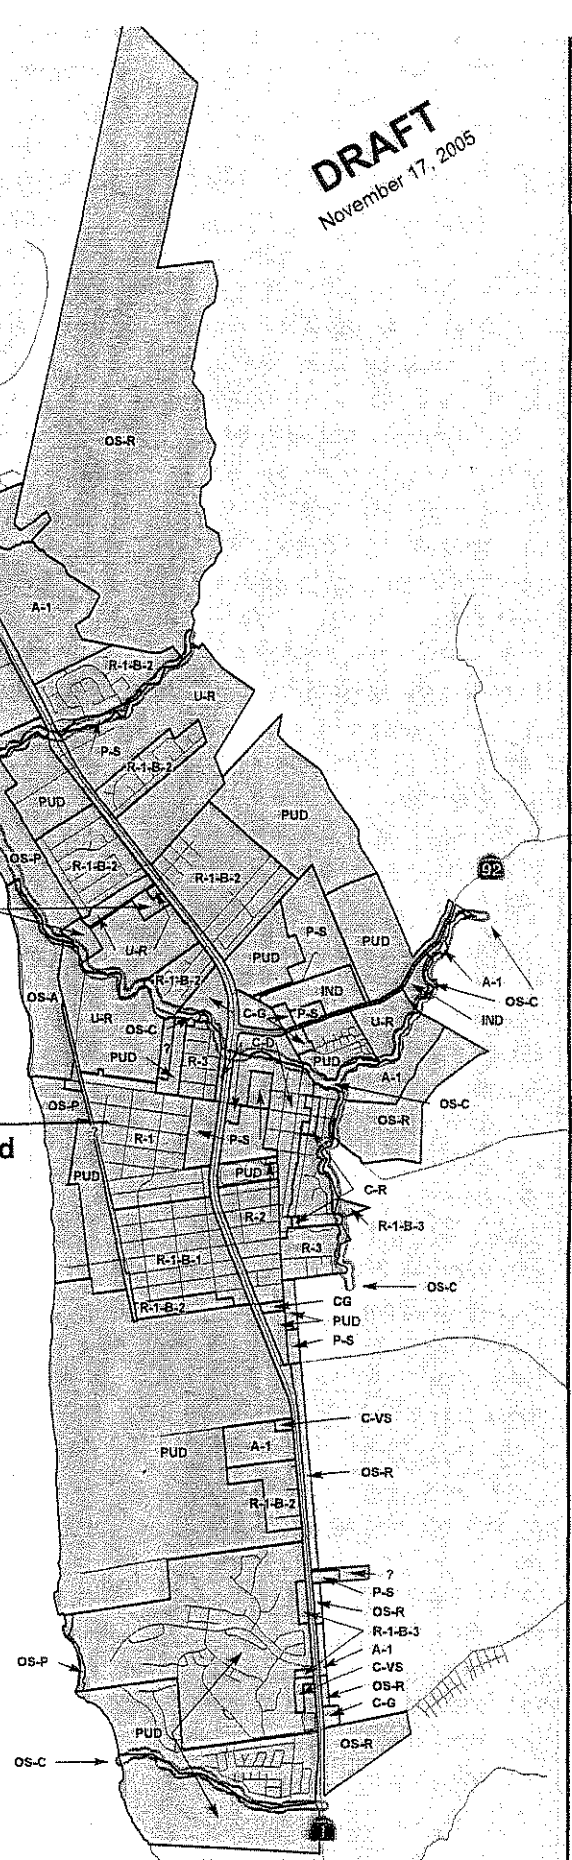 DRAFT
November 17, 2005
OS-R
A-1
R-1-B-2
U-R
P-S
R-1-B-2
PUD
PUD
92
OS-P
R-1-B-2
R-1-B-2
P-S
PUD
U-R
PUD
R-1-B-2
A-1
OS-A
IND
OS-C
U-R
C-G
P-S
U-R
IND
OS-C
C-D
PUD
R-3
PUD
A-1
OS-P
OS-C
OS-R
R-1
P-S
d
PUD
PUD
C-R
R-2
R-1-B-3
R-1-B-1
R-3
OS-C
R-1-B-2
CG
PUD
P-S
C-VS
PUD
A-1
OS-R
R-1-B-2
?
P-S
OS-R
R-1-B-3
A-1
OS-P
C-VS
OS-R
C-G
PUD
OS-R
OS-C
1